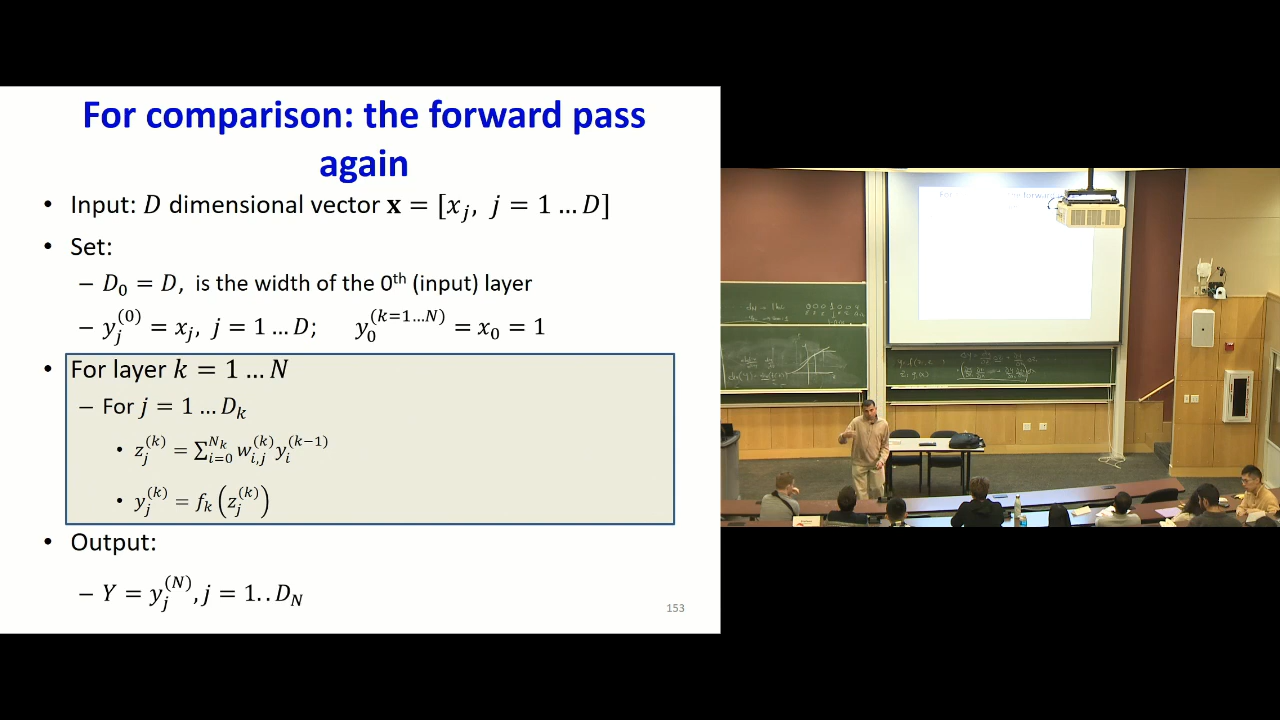 For comparison: the forward pass
again
• Input: D dimensional vector 𝐱 = [x_j, j = 1 … D]
• Set:
– D_0 = D, is the width of the 0^th (input) layer
– y_j^(0) = x_j, j = 1 … D; y_0^(k=1…N) = x_0 = 1
• For layer k = 1 … N
– For j = 1 … D_k
• z_j^(k) = ∑_{i=0}^{N_k} w_{i,j}^(k) y_i^(k−1)
• y_j^(k) = f_k (z_j^(k))
• Output:
– Y = y_j^(N), j = 1 . . D_N
153